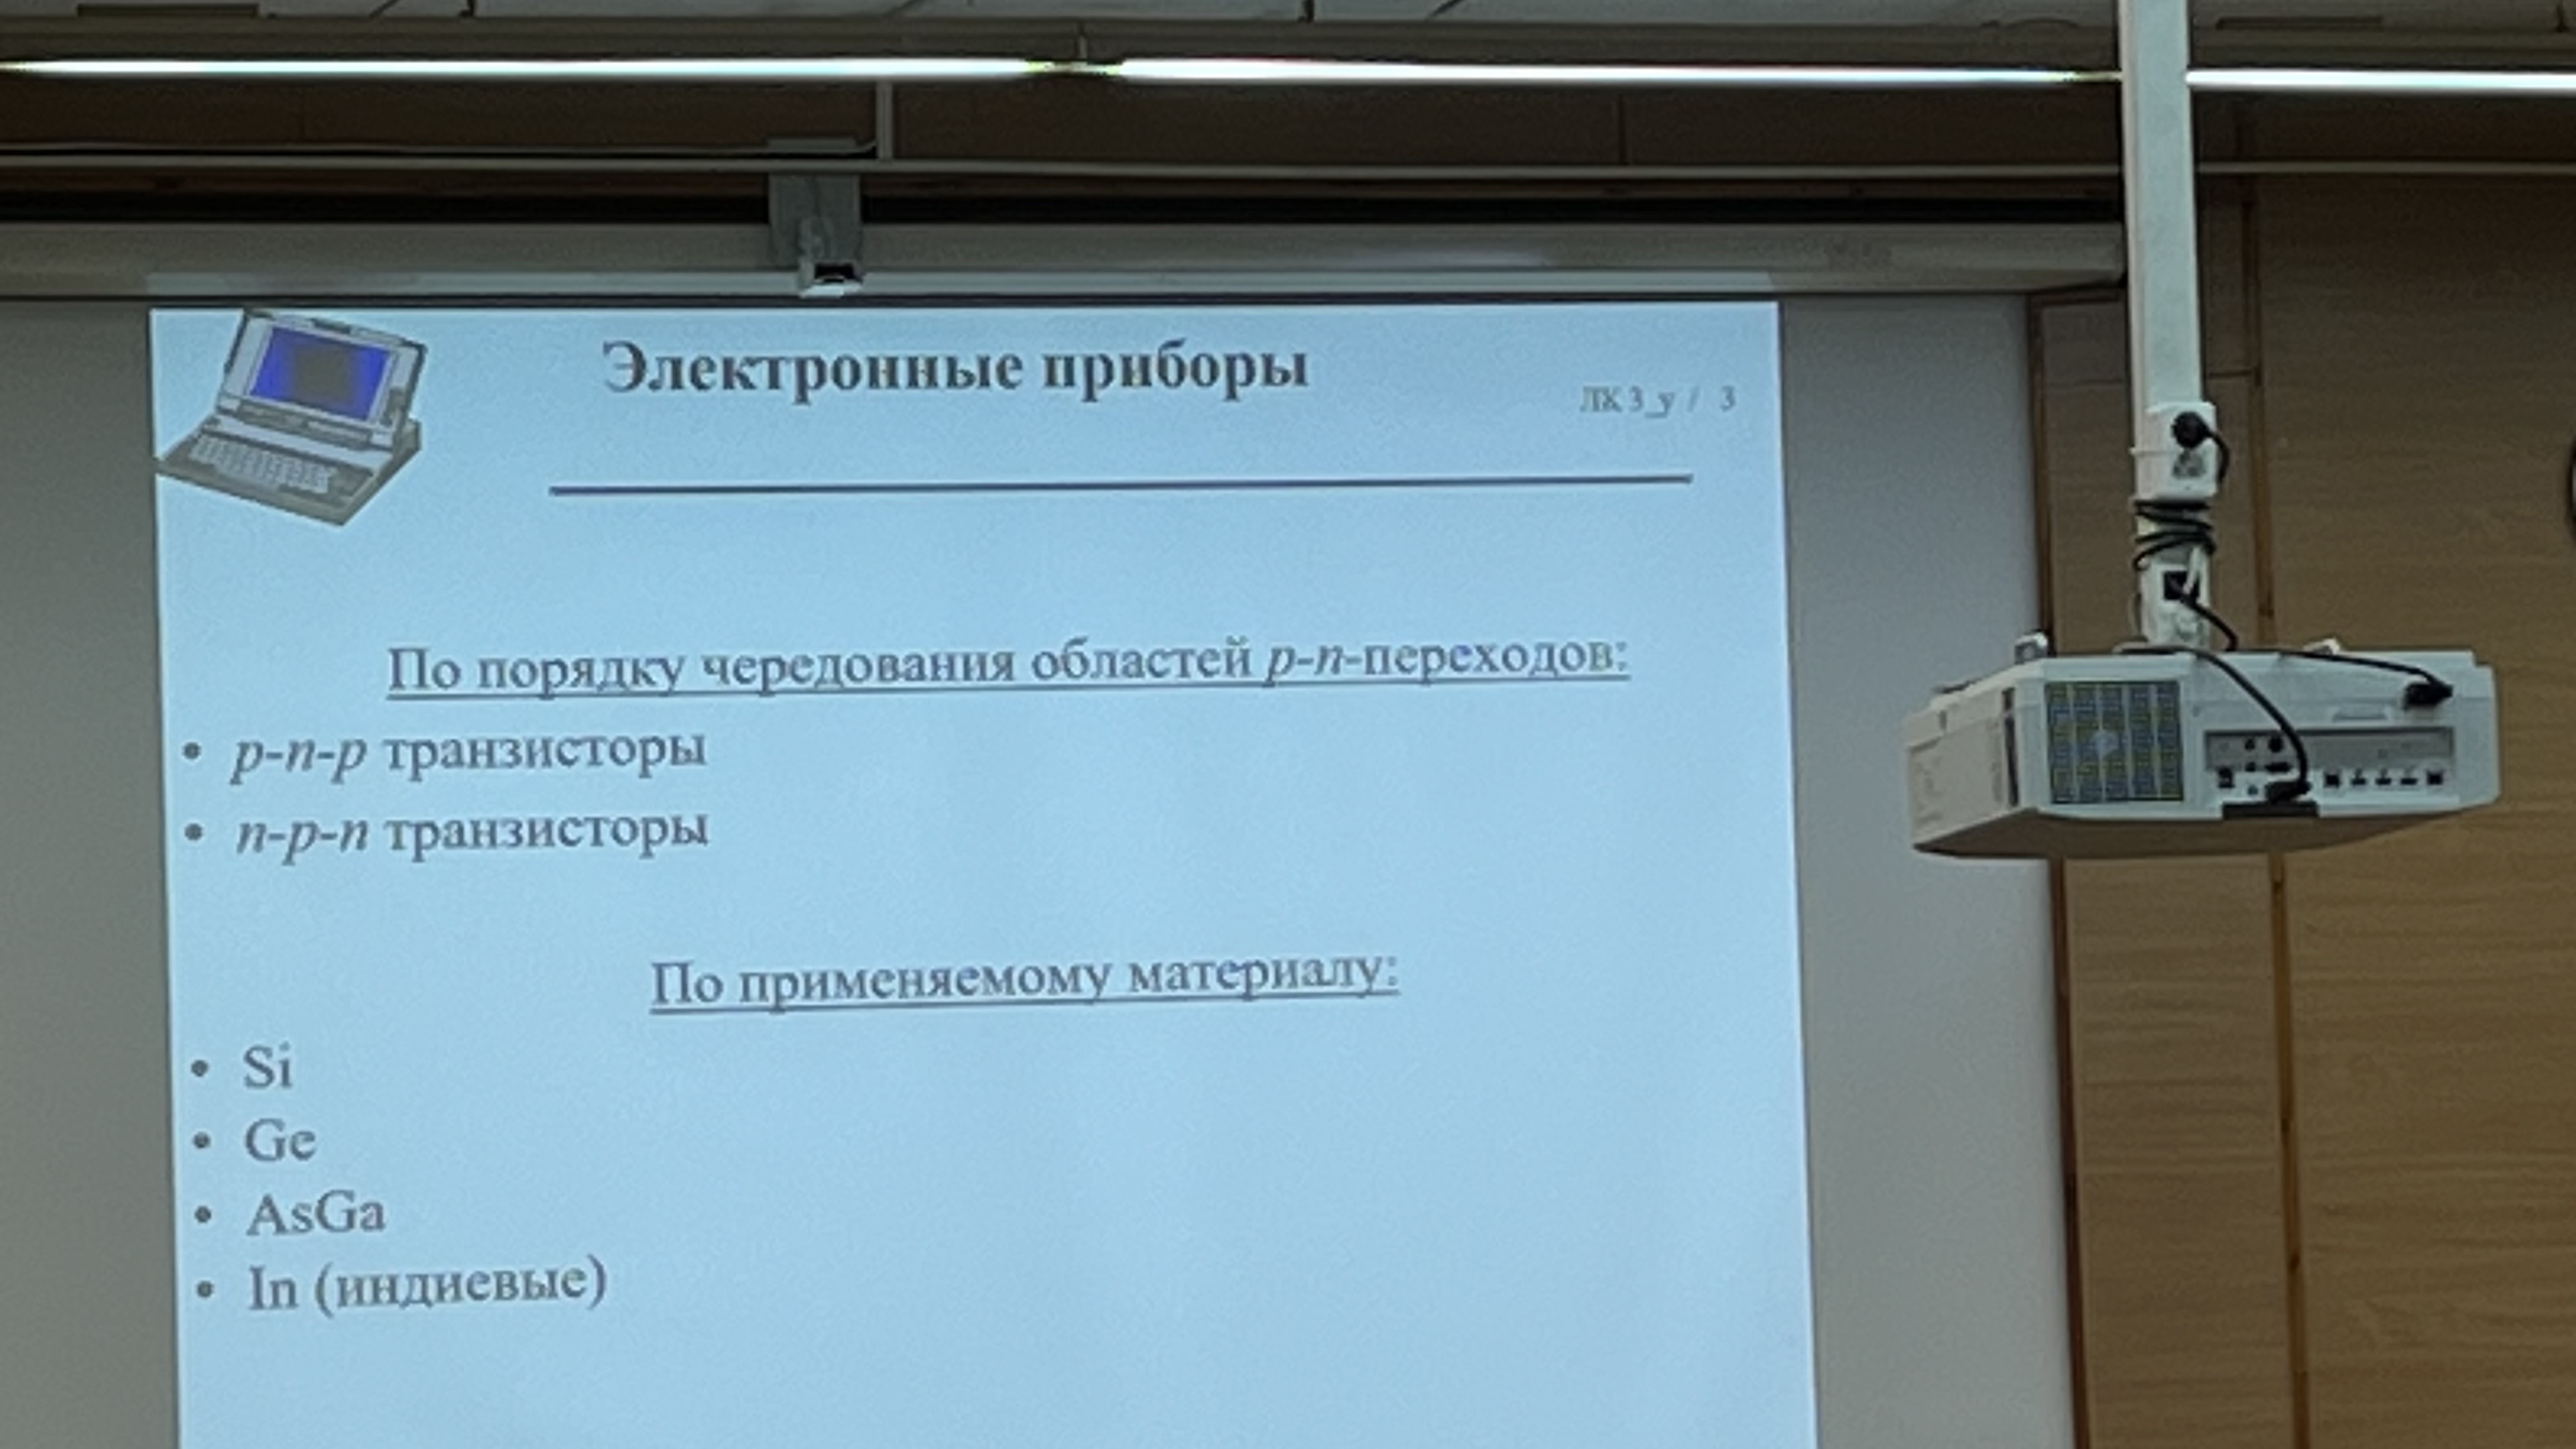 Электронные приборы
ЛК 3_у / 3
По порядку чередования областей p-n-переходов:
• p-n-p транзисторы
• n-p-n транзисторы
По применяемому материалу:
• Si
• Ge
• AsGa
• In (индиевые)